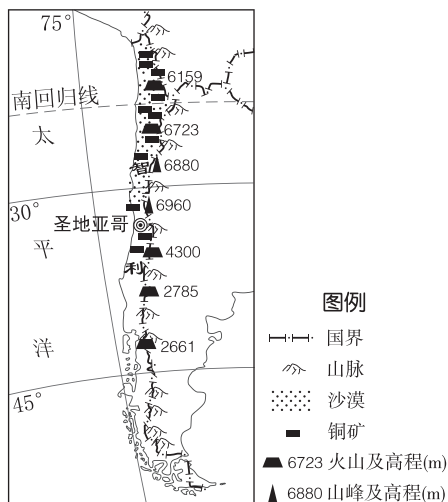 75°
6159
南回归线
太
6723
智
6880
30°
6960
圣地亚哥
平
4300
利
2785
洋
2661
45°
图例
国界
山脉
沙漠
铜矿
6723 火山及高程(m)
6880 山峰及高程(m)